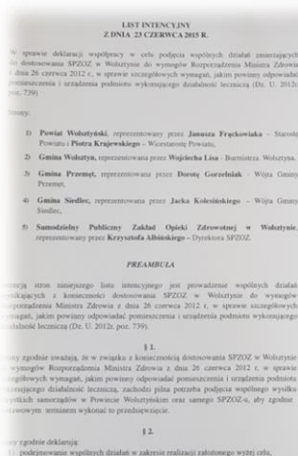 LIST INTENCYJNY
Z DNIA 23 CZERWCA 2015 R.
W sprawie deklaracji współpracy w celu podjęcia wspólnych działań zmierzających
do dostosowania SPZOZ w Wolsztynie do wymogów Rozporządzenia Ministra Zdrowia
z dnia 26 czerwca 2012 r., w sprawie szczegółowych wymagań, jakim powinny odpowiadać
pomieszczenia i urządzenia podmiotu wykonującego działalność leczniczą (Dz. U. 2012r.
poz. 739).
Strony:
1) Powiat Wolsztyński, reprezentowany przez Janusza Frąckowiaka – Starostę
Powiatu i Piotra Krajewskiego – Wicestarostę Powiatu,
2) Gmina Wolsztyn, reprezentowana przez Wojciecha Lisa - Burmistrza Wolsztyna,
3) Gmina Przemęt, reprezentowana przez Dorotę Gorzelniak - Wójta Gminy
Przemęt,
4) Gmina Siedlec, reprezentowana przez Jacka Kolesińskiego – Wójta Gminy
Siedlec,
5) Samodzielny Publiczny Zakład Opieki Zdrowotnej w Wolsztynie,
reprezentowany przez Krzysztofa Albińskiego – Dyrektora SPZOZ.
PREAMBUŁA
Intencją stron niniejszego listu intencyjnego jest prowadzenie wspólnych działań
wynikających z konieczności dostosowania SPZOZ w Wolsztynie do wymogów
Rozporządzenia Ministra Zdrowia z dnia 26 czerwca 2012 r., w sprawie szczegółowych
wymagań, jakim powinny odpowiadać pomieszczenia i urządzenia podmiotu wykonującego
działalność leczniczą (Dz. U. 2012r. poz. 739).
§ 1.
Strony zgodnie uważają, że w związku z koniecznością dostosowania SPZOZ w Wolsztynie
do wymogów Rozporządzenia Ministra Zdrowia z dnia 26 czerwca 2012 r., w sprawie
szczegółowych wymagań, jakim powinny odpowiadać pomieszczenia i urządzenia podmiotu
wykonującego działalność leczniczą, zachodzi pilna potrzeba podjęcia wspólnego wysiłku
wszystkich samorządów w Powiecie Wolsztyńskim oraz samego SPZOZ-u, aby zgodnie
z ustawowym terminem wykonać to przedsięwzięcie.
§ 2.
Strony zgodnie deklarują:
1) podejmowanie wspólnych działań w zakresie realizacji założonego wyżej celu,